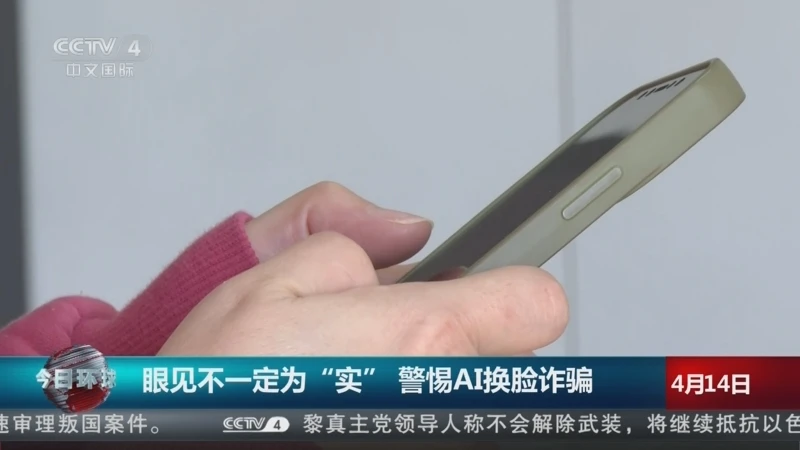 CCTV 4
中文国际
今日环球
眼见不一定为“实” 警惕AI换脸诈骗
4月14日
速审理叛国案件。 CCTV 4 黎真主党领导人称不会解除武装，将继续抵抗以色